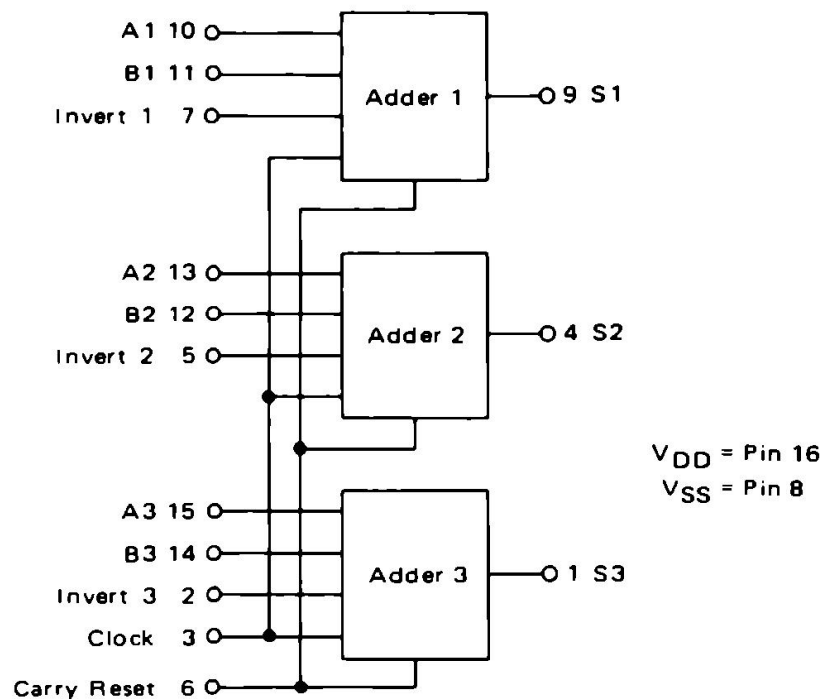 A1 10
B1 11
Adder 1
9 S1
Invert 1 7
A2 13
B2 12
Adder 2
4 S2
Invert 2 5
VDD = Pin 16
VSS = Pin 8
A3 15
B3 14
Adder 3
1 S3
Invert 3 2
Clock 3
Carry Reset 6